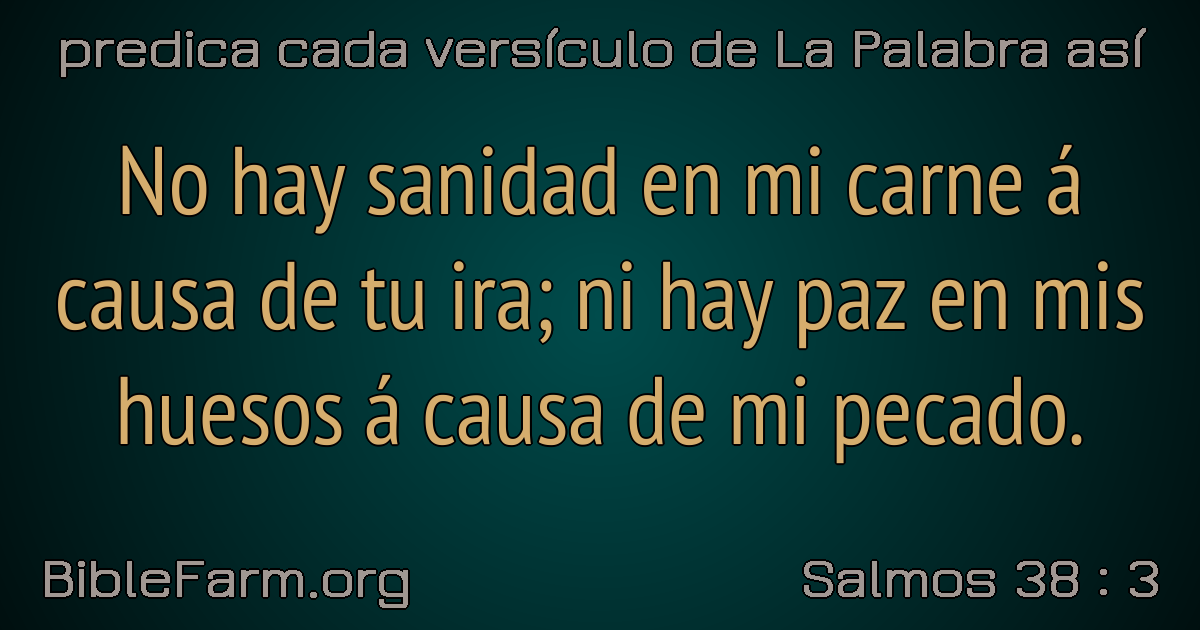 predica cada versículo de La Palabra así
No hay sanidad en mi carne á
causa de tu ira; ni hay paz en mis
huesos á causa de mi pecado.
BibleFarm.org
Salmos 38 : 3